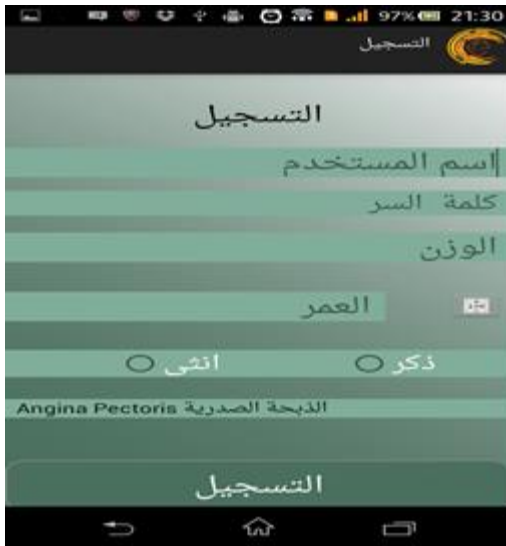 97% 21:30
التسجيل
التسجيل
اسم المستخدم
كلمة السر
الوزن
العمر
ذكر انثى
الذبحة الصدرية Angina Pectoris
التسجيل